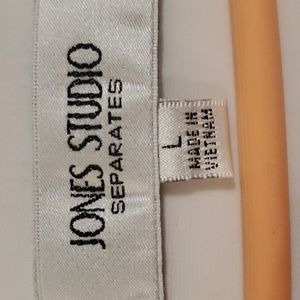 JONES STUDIO
SEPARATES
L
MADE IN
VIETNAM